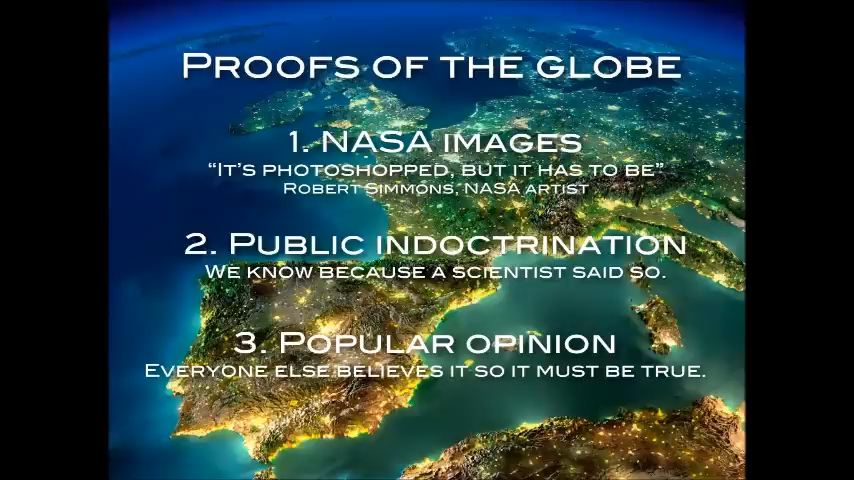 PROOFS OF THE GLOBE
1. NASA IMAGES
“IT’S PHOTOSHOPPED, BUT IT HAS TO BE”
ROBERT SIMMONS, NASA ARTIST
2. PUBLIC INDOCTRINATION
WE KNOW BECAUSE A SCIENTIST SAID SO.
3. POPULAR OPINION
EVERYONE ELSE BELIEVES IT SO IT MUST BE TRUE.